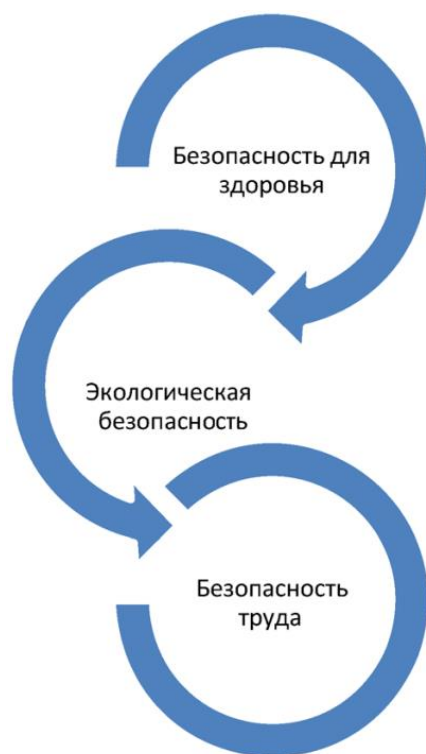 Безопасность для
здоровья
Экологическая
безопасность
Безопасность
труда